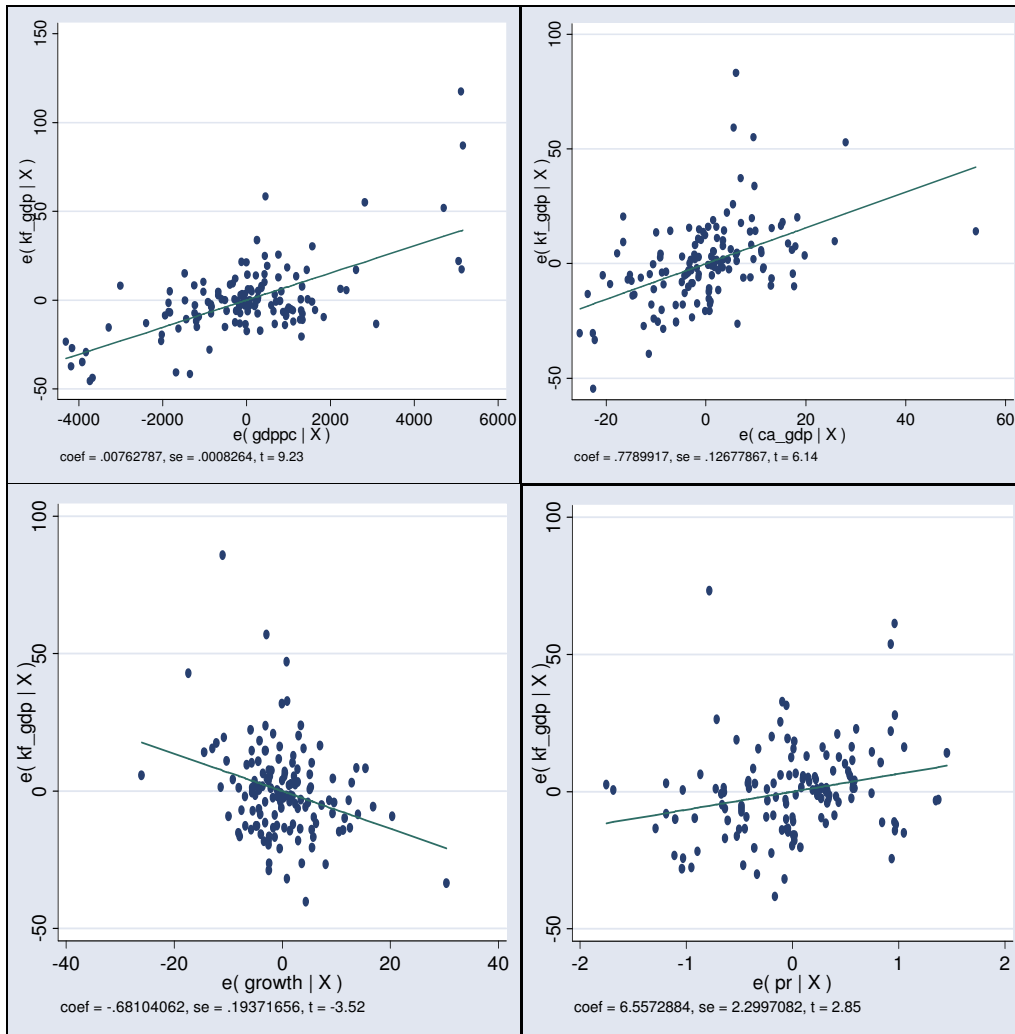 150
100
50
0
-50
e( kf_gdp | X )
-4000 -2000 0 2000 4000 6000
e( gdppc | X )
coef = .00762787, se = .0008264, t = 9.23
100
50
0
-50
e( kf_gdp | X )
-20 0 20 40 60
e( ca_gdp | X )
coef = .7789917, se = .12677867, t = 6.14
100
50
0
-50
e( kf_gdp | X )
-40 -20 0 20 40
e( growth | X )
coef = -.68104062, se = .19371656, t = -3.52
100
50
0
-50
e( kf_gdp | X )
-2 -1 0 1 2
e( pr | X )
coef = 6.5572884, se = 2.2997082, t = 2.85